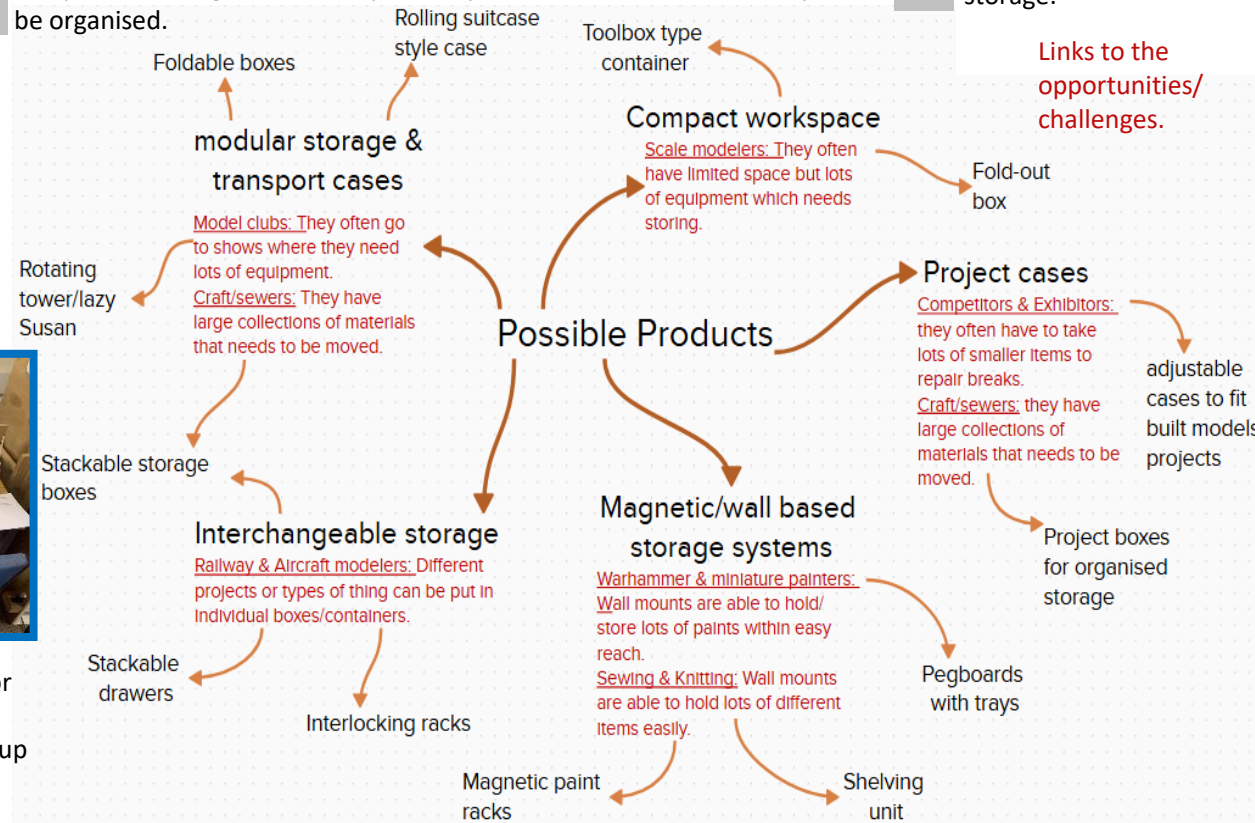 be organised.
storage.
Links to the
opportunities/
challenges.
Rolling suitcase
style case
Foldable boxes
modular storage &
transport cases
Model clubs: They often go
to shows where they need
lots of equipment.
Craft/sewers: They have
large collections of materials
that needs to be moved.
Rotating
tower/lazy
Susan
Stackable storage
boxes
Toolbox type
container
Compact workspace
Scale modelers: They often
have limited space but lots
of equipment which needs
storing.
Fold-out
box
Possible Products
Project cases
Competitors & Exhibitors:
they often have to take
lots of smaller items to
repair breaks.
Craft/sewers: they have
large collections of
materials that needs to be
moved.
adjustable
cases to fit
built models
projects
Project boxes
for organised
storage
Interchangeable storage
Railway & Aircraft modelers: Different
projects or types of thing can be put in
individual boxes/containers.
Stackable
drawers
Interlocking racks
Magnetic/wall based
storage systems
Warhammer & miniature painters:
Wall mounts are able to hold/
store lots of paints within easy
reach.
Sewing & Knitting: Wall mounts
are able to hold lots of different
items easily.
Pegboards
with trays
Magnetic paint
racks
Shelving
unit
up